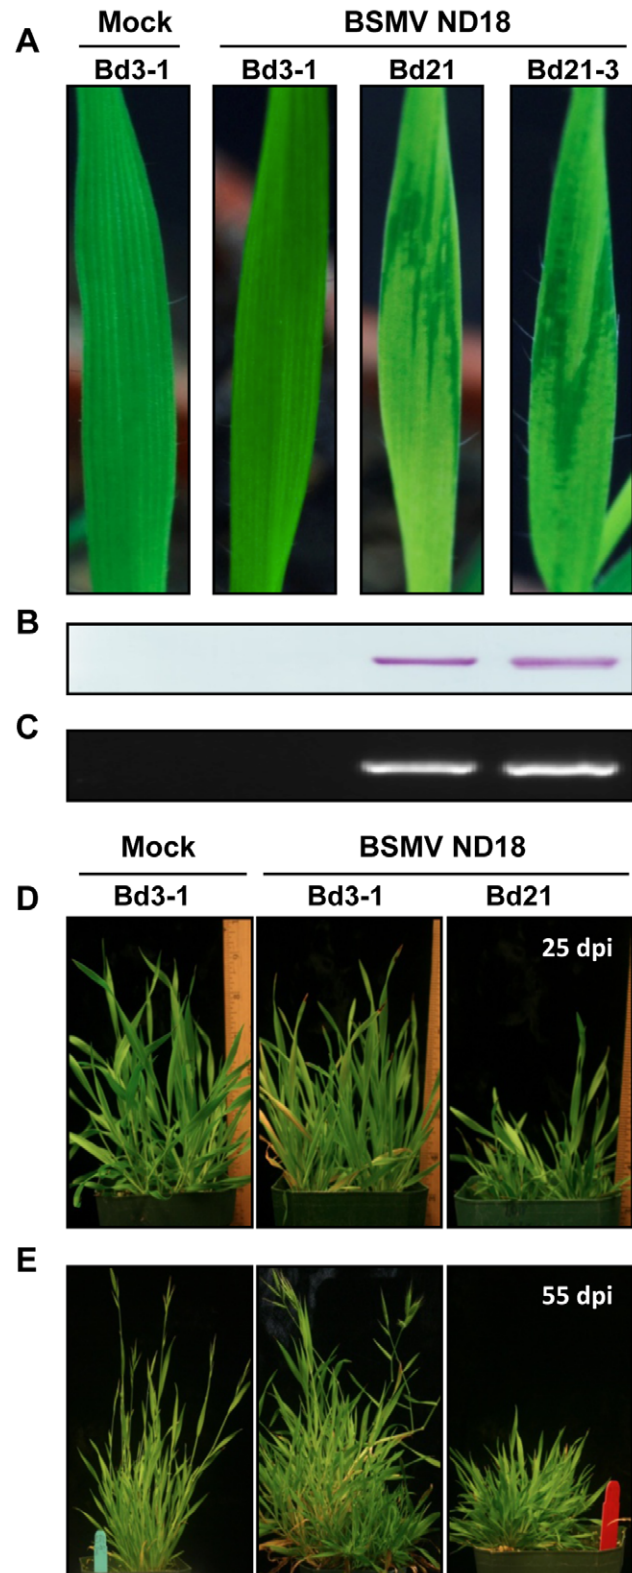 A
Mock
BSMV ND18
Bd3-1
Bd3-1
Bd21
Bd21-3
B
C
Mock
BSMV ND18
D
Bd3-1
Bd3-1
Bd21
25 dpi
E
55 dpi